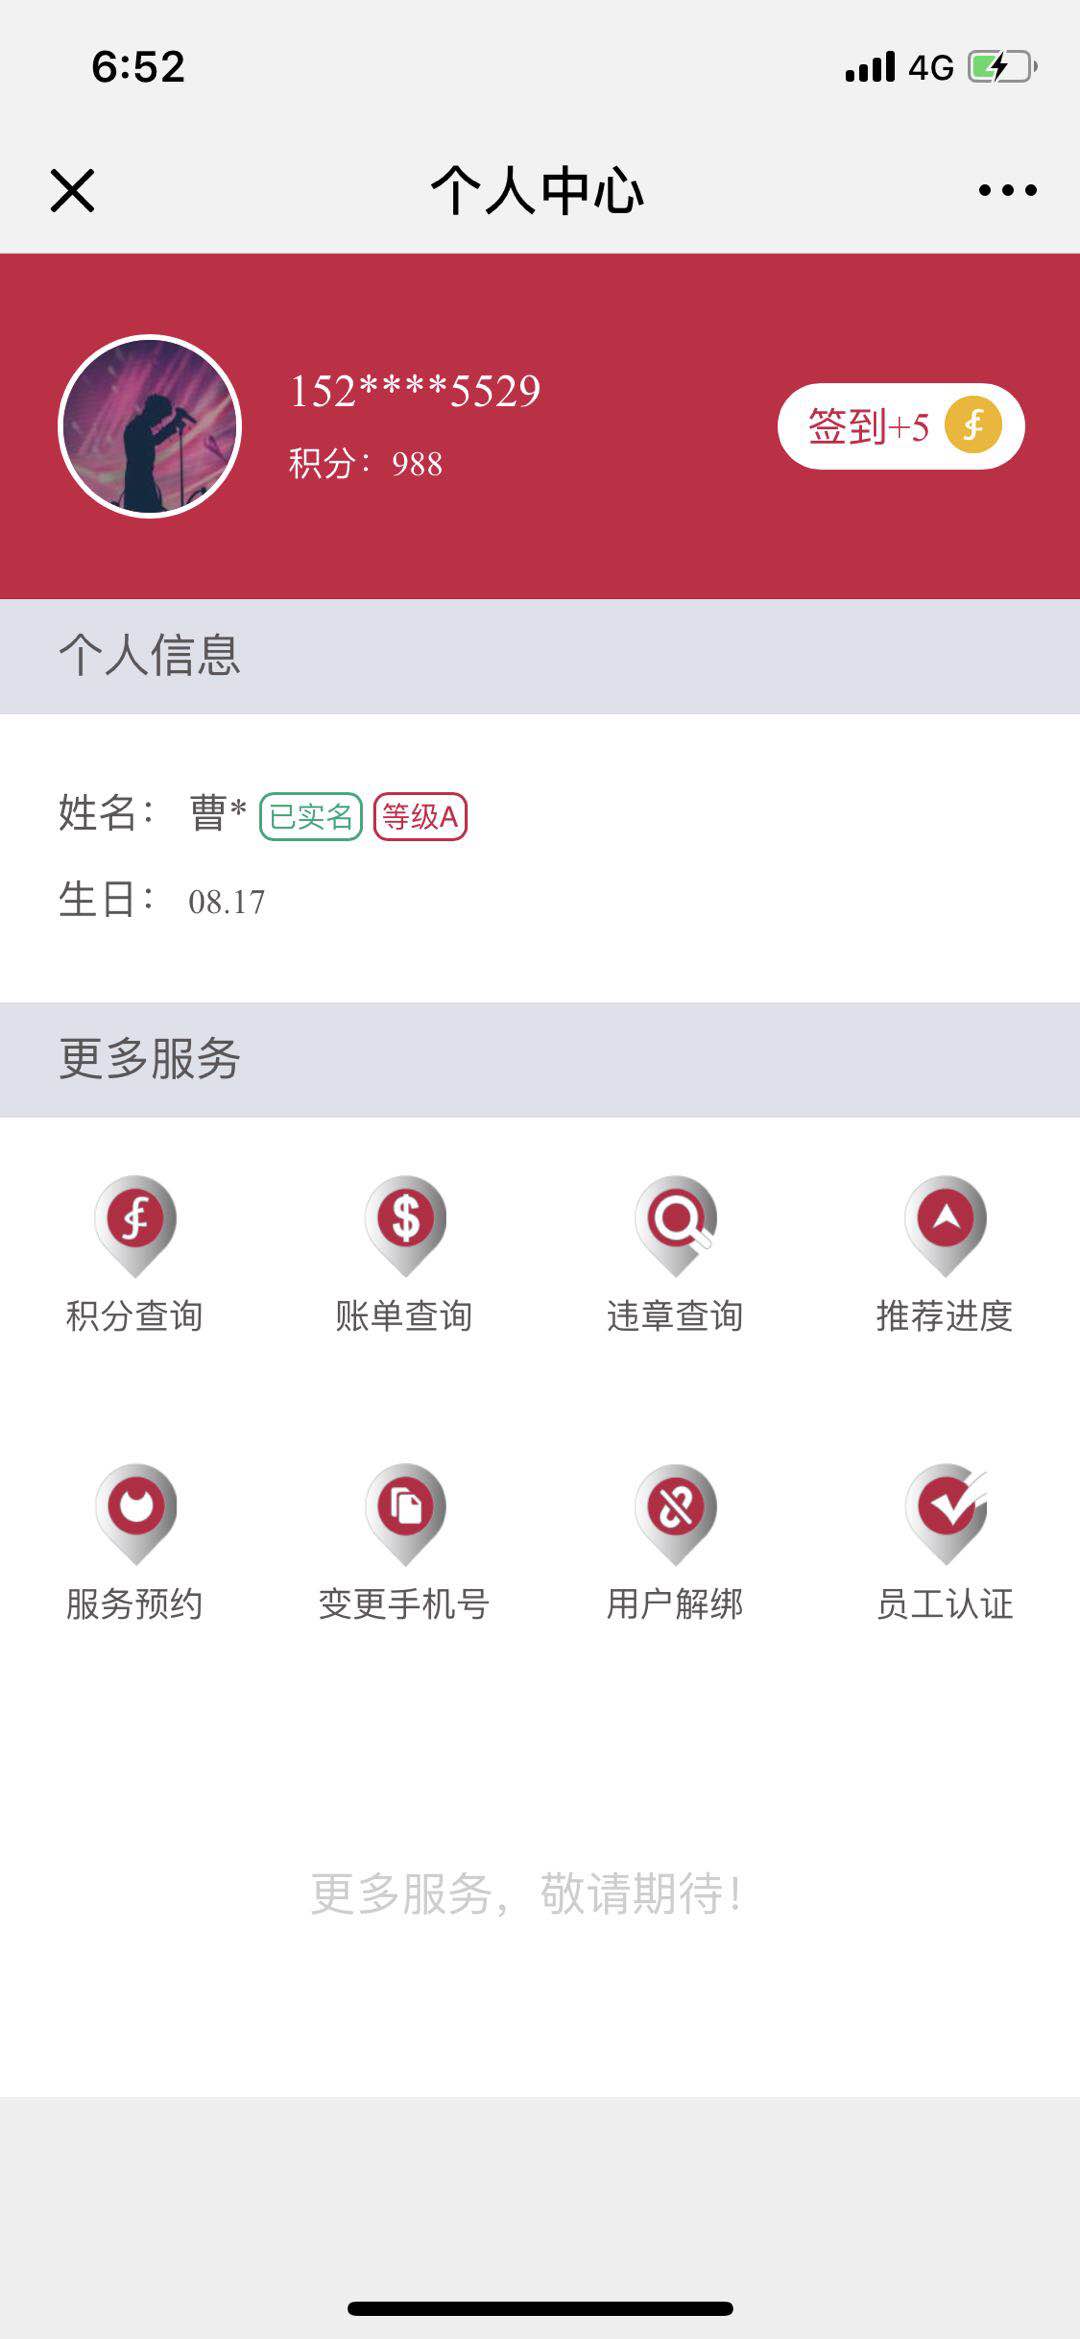 6:52
4G
个人中心
152****5529
积分：988
签到+5
个人信息
姓名： 曹* 已实名 等级A
生日： 08.17
更多服务
积分查询 账单查询 违章查询 推荐进度
服务预约 变更手机号 用户解绑 员工认证
更多服务，敬请期待！